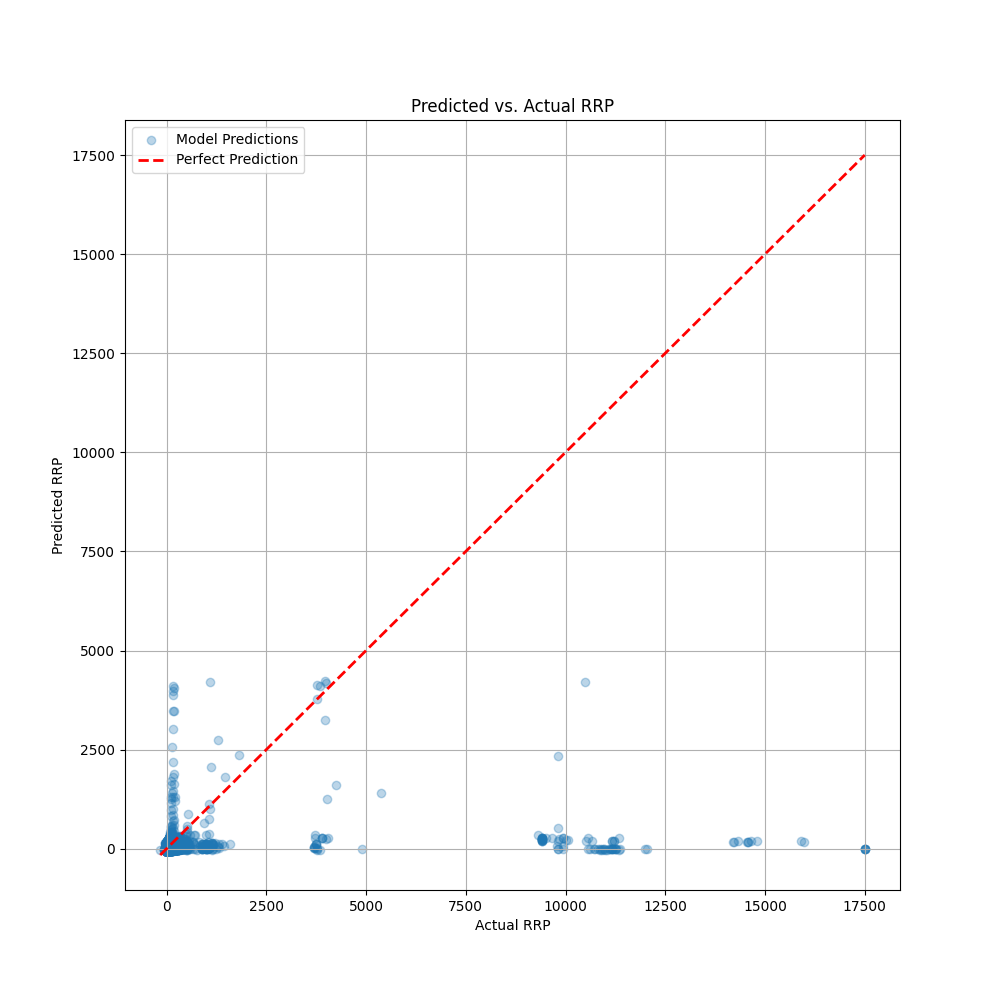 Predicted vs. Actual RRP
Model Predictions
Perfect Prediction
17500
15000
12500
10000
7500
5000
2500
0
Predicted RRP
0 2500 5000 7500 10000 12500 15000 17500
Actual RRP